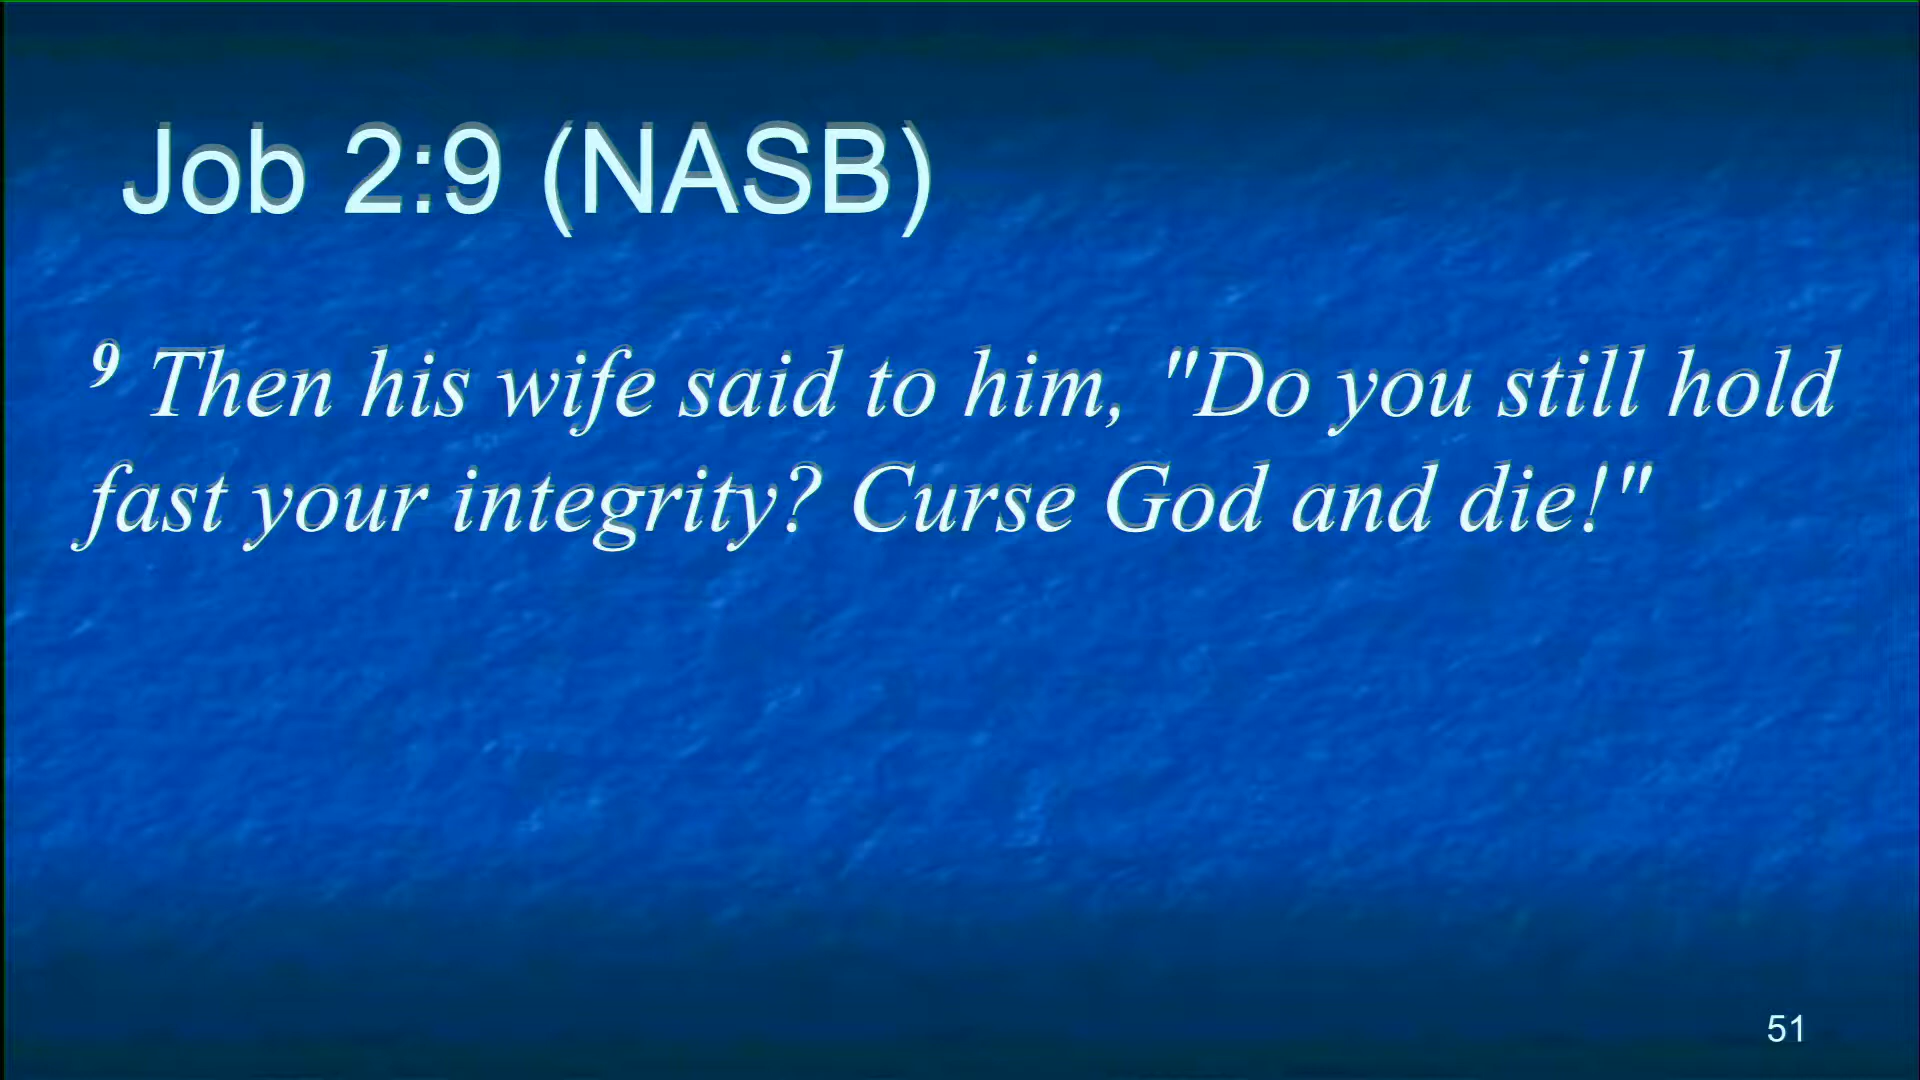 Job 2:9 (NASB)
9 Then his wife said to him, "Do you still hold
fast your integrity? Curse God and die!"
51